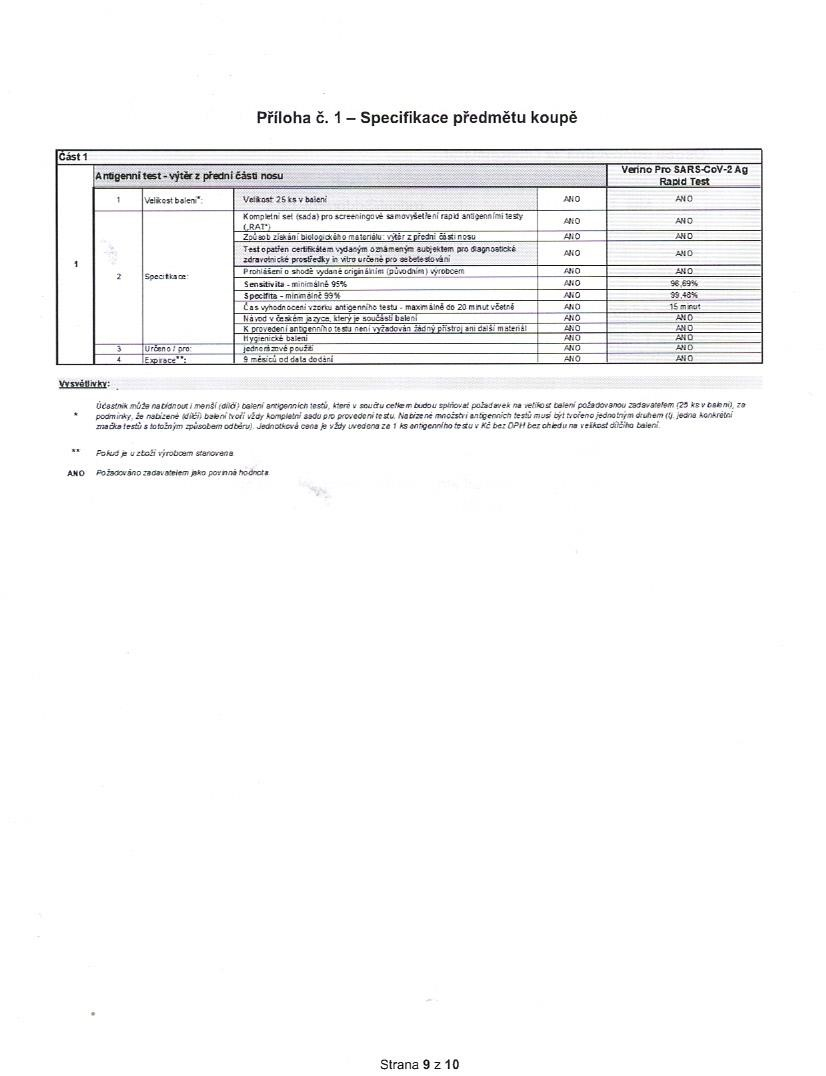 Příloha č. 1 – Specifikace předmětu koupě
Část 1
1
Antigenní test - výtěr z přední části nosu
Verino Pro SARS-CoV-2 Ag
Rapid Test
1 Velikost balení*: Velikost 25 ks v balení ANO ANO
2 Specifikace:
Kompletní set (sada) pro screeningové samovyšetření rapid antigenními testy
(„RAT“) ANO ANO
Způsob získání biologického materiálu: výtěr z přední části nosu ANO ANO
Test opatřen certifikátem vydaným oznámeným subjektem pro diagnostické
zdravotnické prostředky in vitro určené pro sebetestování ANO ANO
Prohlášení o shodě vydané originálním (původním) výrobcem ANO ANO
Sensitivita - minimálně 95% ANO 96,69%
Specifita - minimálně 99% ANO 99,48%
Čas vyhodnocení vzorku antigenního testu - maximálně do 20 minut včetně ANO 15 minut
Návod v českém jazyce, který je součástí balení ANO ANO
K provedení antigenního testu není vyžadován žádný přístroj ani další materiál ANO ANO
Hygienické balení ANO ANO
3 Určeno / pro: jednorázové použití ANO ANO
4 Expirace**: 9 měsíců od data dodání ANO ANO
Vysvětlivky:
* Účastník může nabídnout i menší (dílčí) balení antigenních testů, které v součtu celkem budou splňovat požadavek na velikost balení požadovanou zadavatelem (25 ks v balení), za
podmínky, že nabízené (dílčí) balení tvoří vždy kompletní sadu pro provedení testu. Nabízené množství antigenních testů musí být tvořeno jednotným druhem (tj. jedna konkrétní
značka testů s totožným způsobem odběru). Jednotková cena je vždy uvedena za 1 ks antigenního testu v Kč bez DPH bez ohledu na velikost dílčího balení.
** Pokud je u zboží výrobcem stanovena.
ANO Požadováno zadavatelem jako povinná hodnota.
Strana 9 z 10